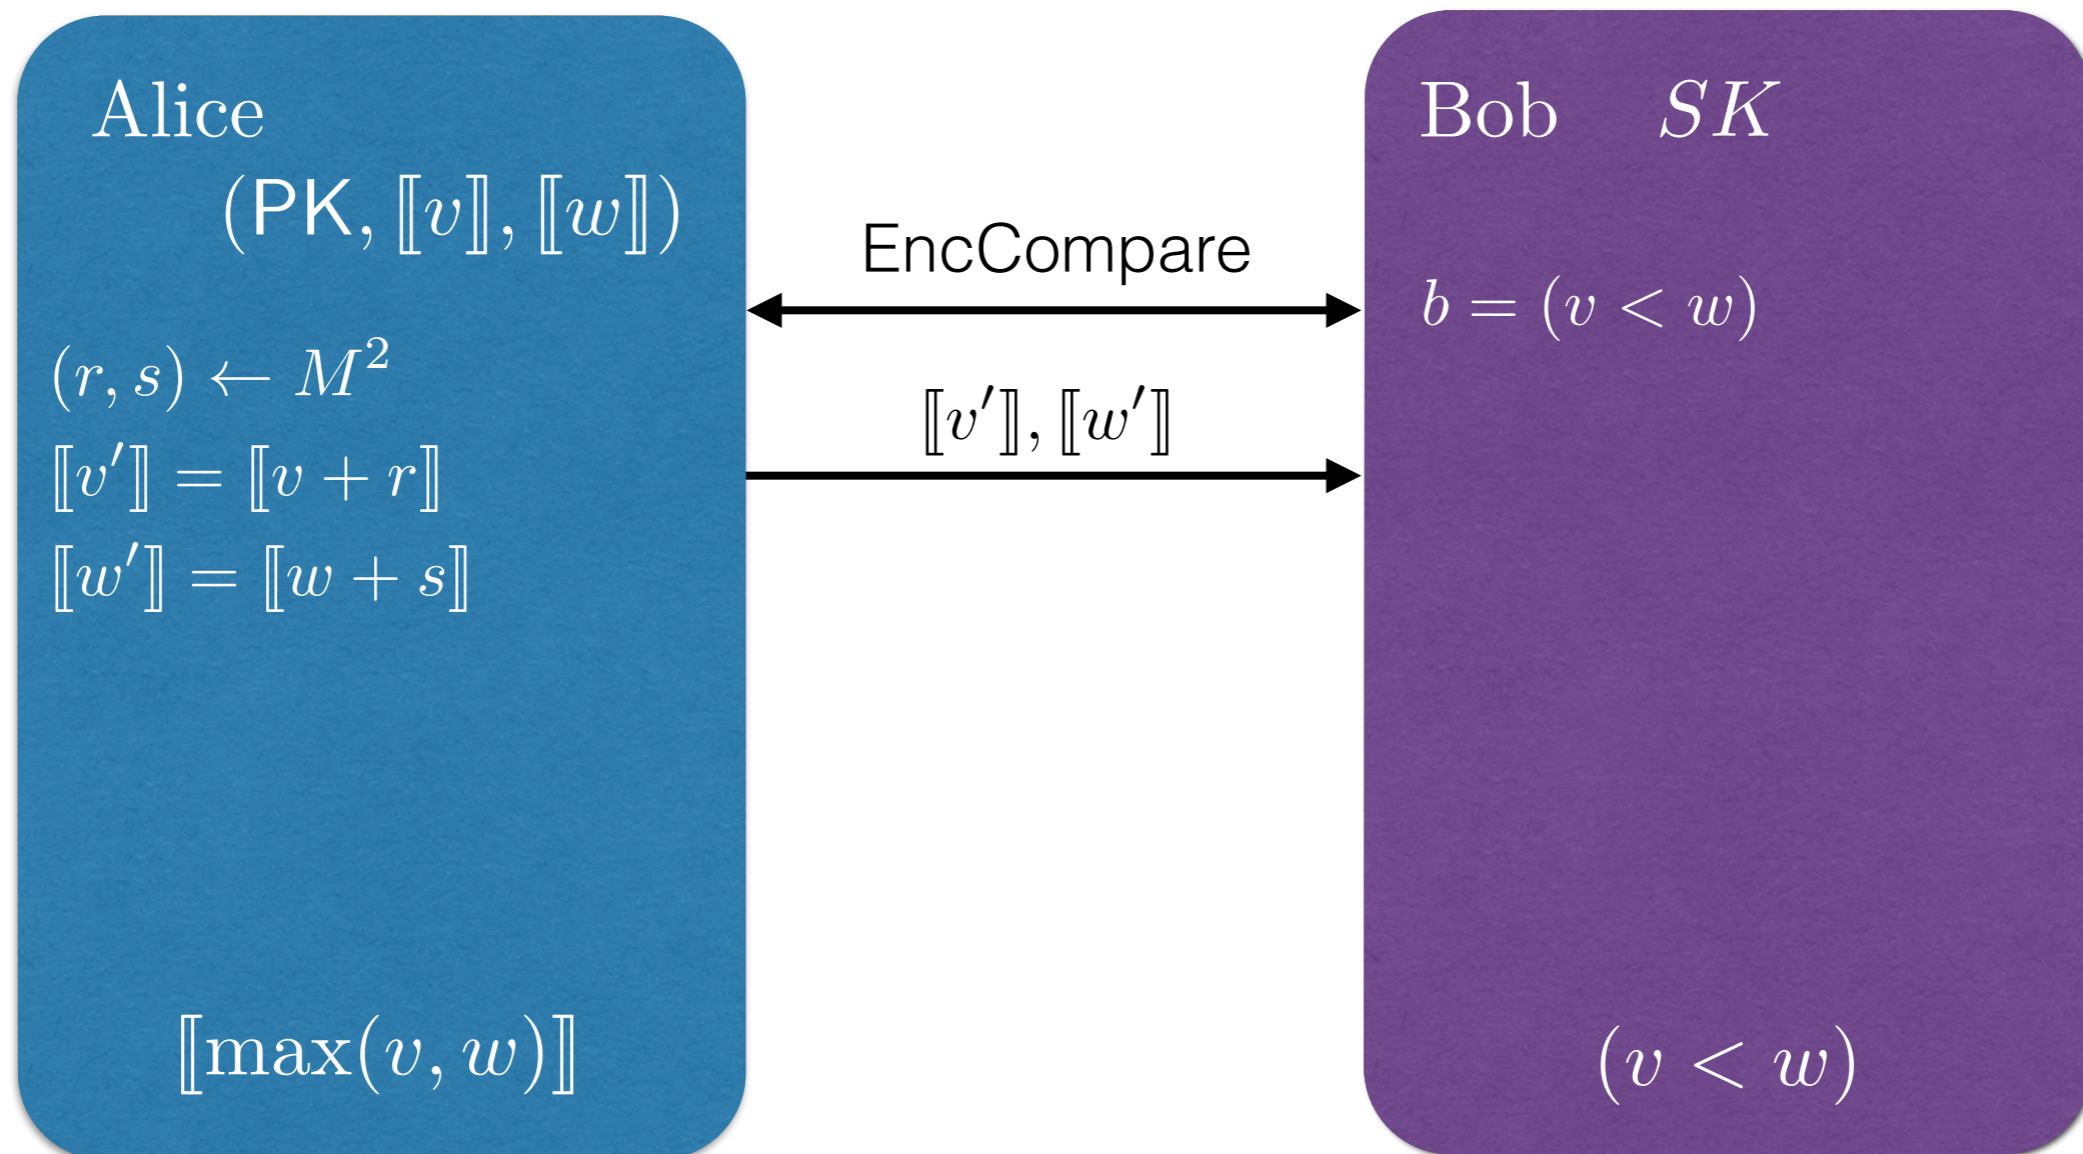 Alice
(PK, ⟦v⟧, ⟦w⟧)
(r, s) ← M²
⟦v′⟧ = ⟦v + r⟧
⟦w′⟧ = ⟦w + s⟧
⟦max(v, w)⟧
EncCompare
⟦v′⟧, ⟦w′⟧
Bob SK
b = (v < w)
(v < w)